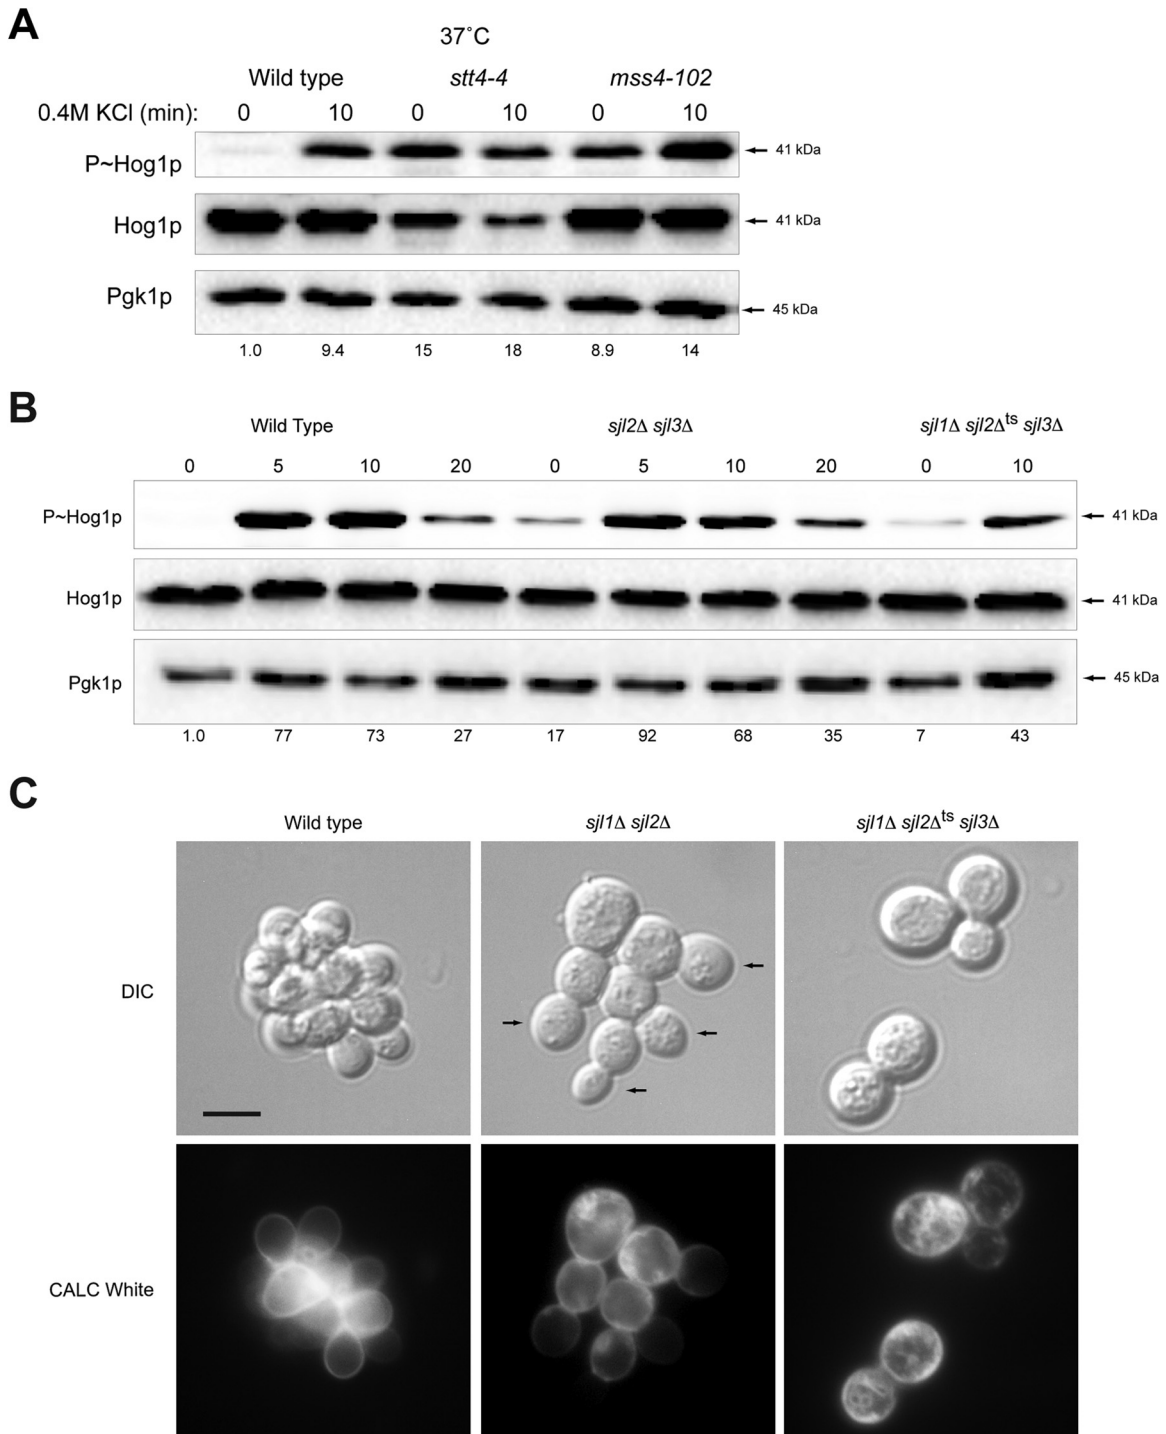 A
37˚C
Wild type stt4-4 mss4-102
0.4M KCl (min): 0 10 0 10 0 10
P~Hog1p 41 kDa
Hog1p 41 kDa
Pgk1p 45 kDa
1.0 9.4 15 18 8.9 14
B
Wild Type sjl2Δ sjl3Δ sjl1Δ sjl2Δts sjl3Δ
0 5 10 20 0 5 10 20 0 10
P~Hog1p 41 kDa
Hog1p 41 kDa
Pgk1p 45 kDa
1.0 77 73 27 17 92 68 35 7 43
C
Wild type sjl1Δ sjl2Δ sjl1Δ sjl2Δts sjl3Δ
DIC
CALC White